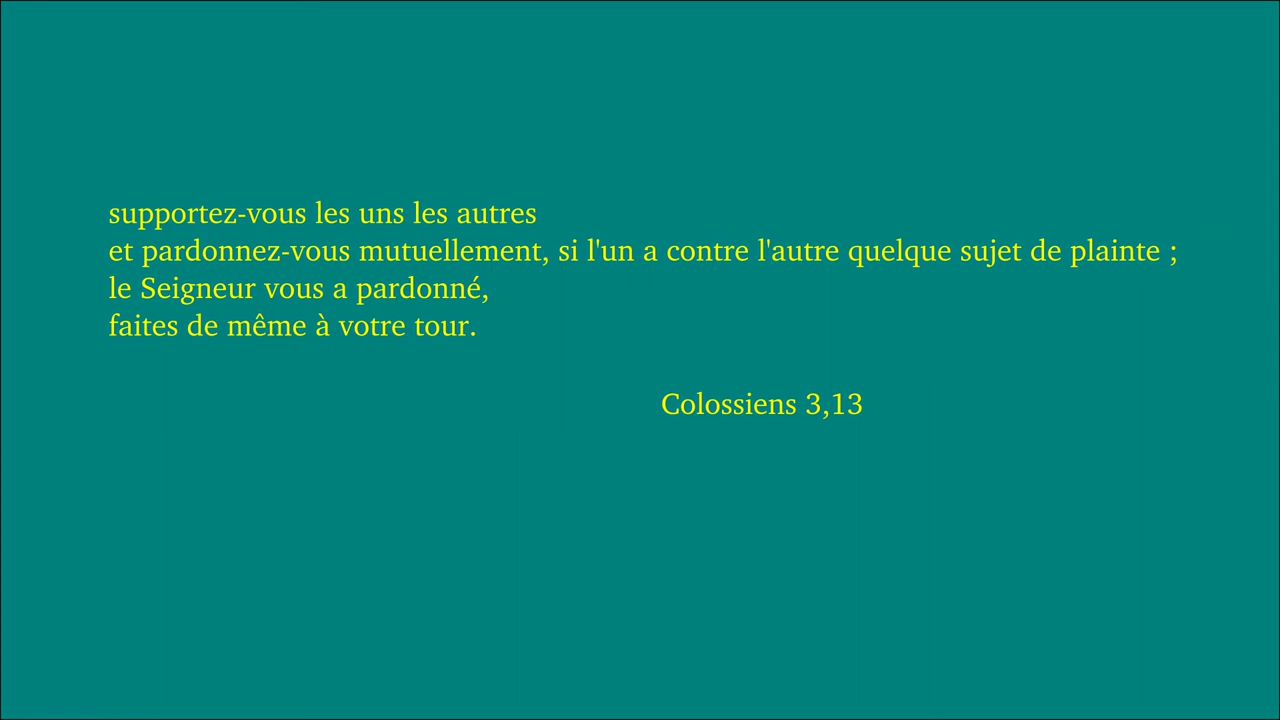 supportez-vous les uns les autres
et pardonnez-vous mutuellement, si l'un a contre l'autre quelque sujet de plainte ;
le Seigneur vous a pardonné,
faites de même à votre tour.
Colossiens 3,13